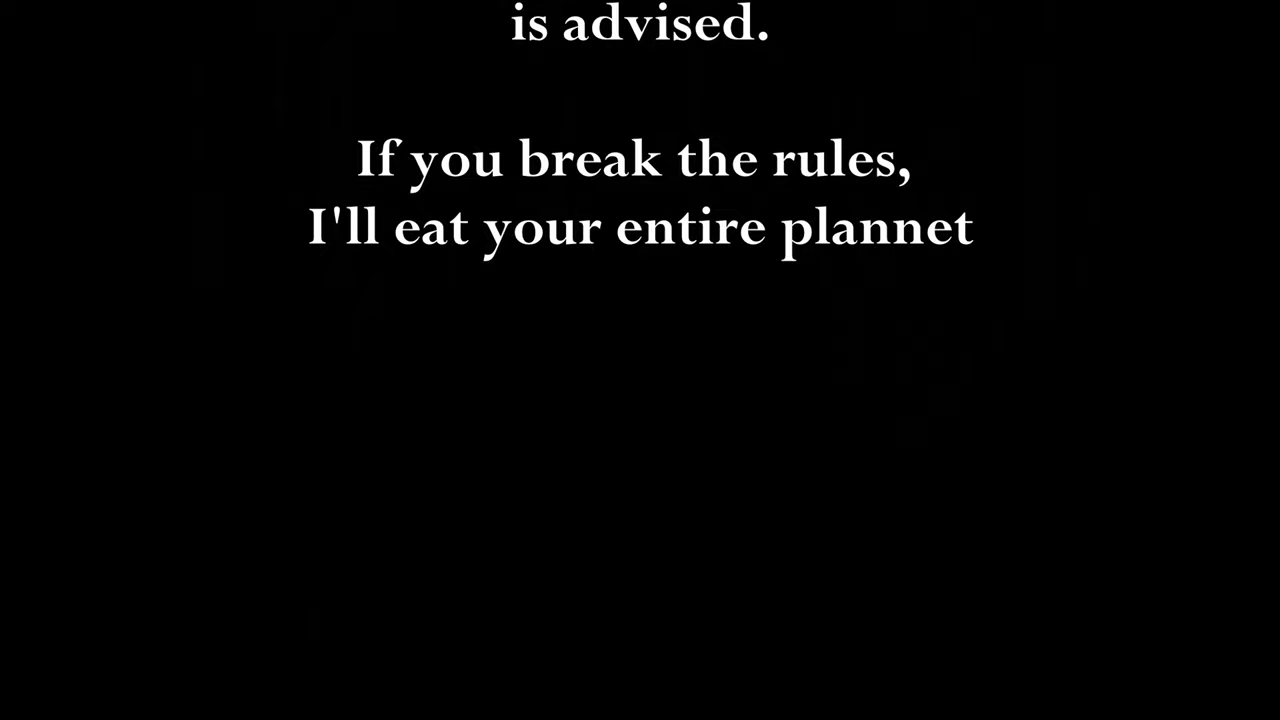 is advised.
If you break the rules,
I'll eat your entire plannet